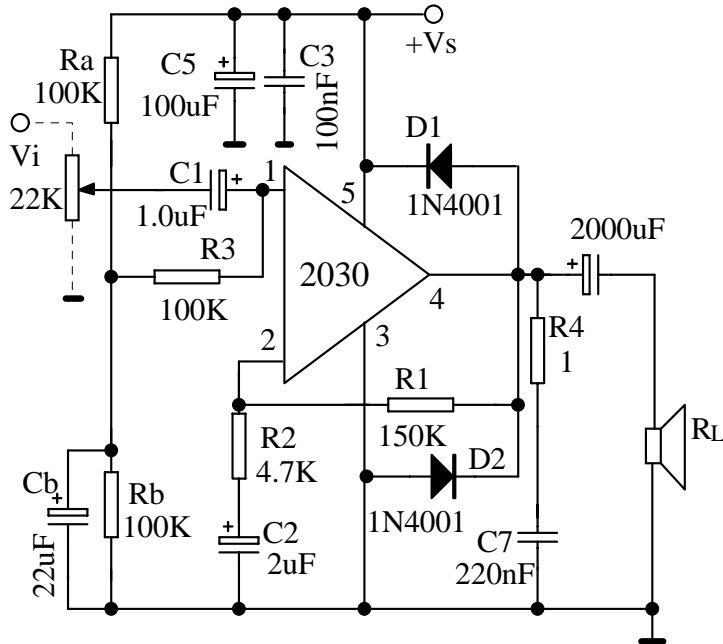 +Vs
Ra
100K
C5
+
100uF
C3
100nF
D1
1N4001
Vi
22K
C1
+
1.0uF
1
5
2000uF
+
R3
100K
2030
4
2
3
R4
1
R1
150K
R2
4.7K
D2
1N4001
RL
Cb
+
22uF
Rb
100K
+
C2
2uF
C7
220nF